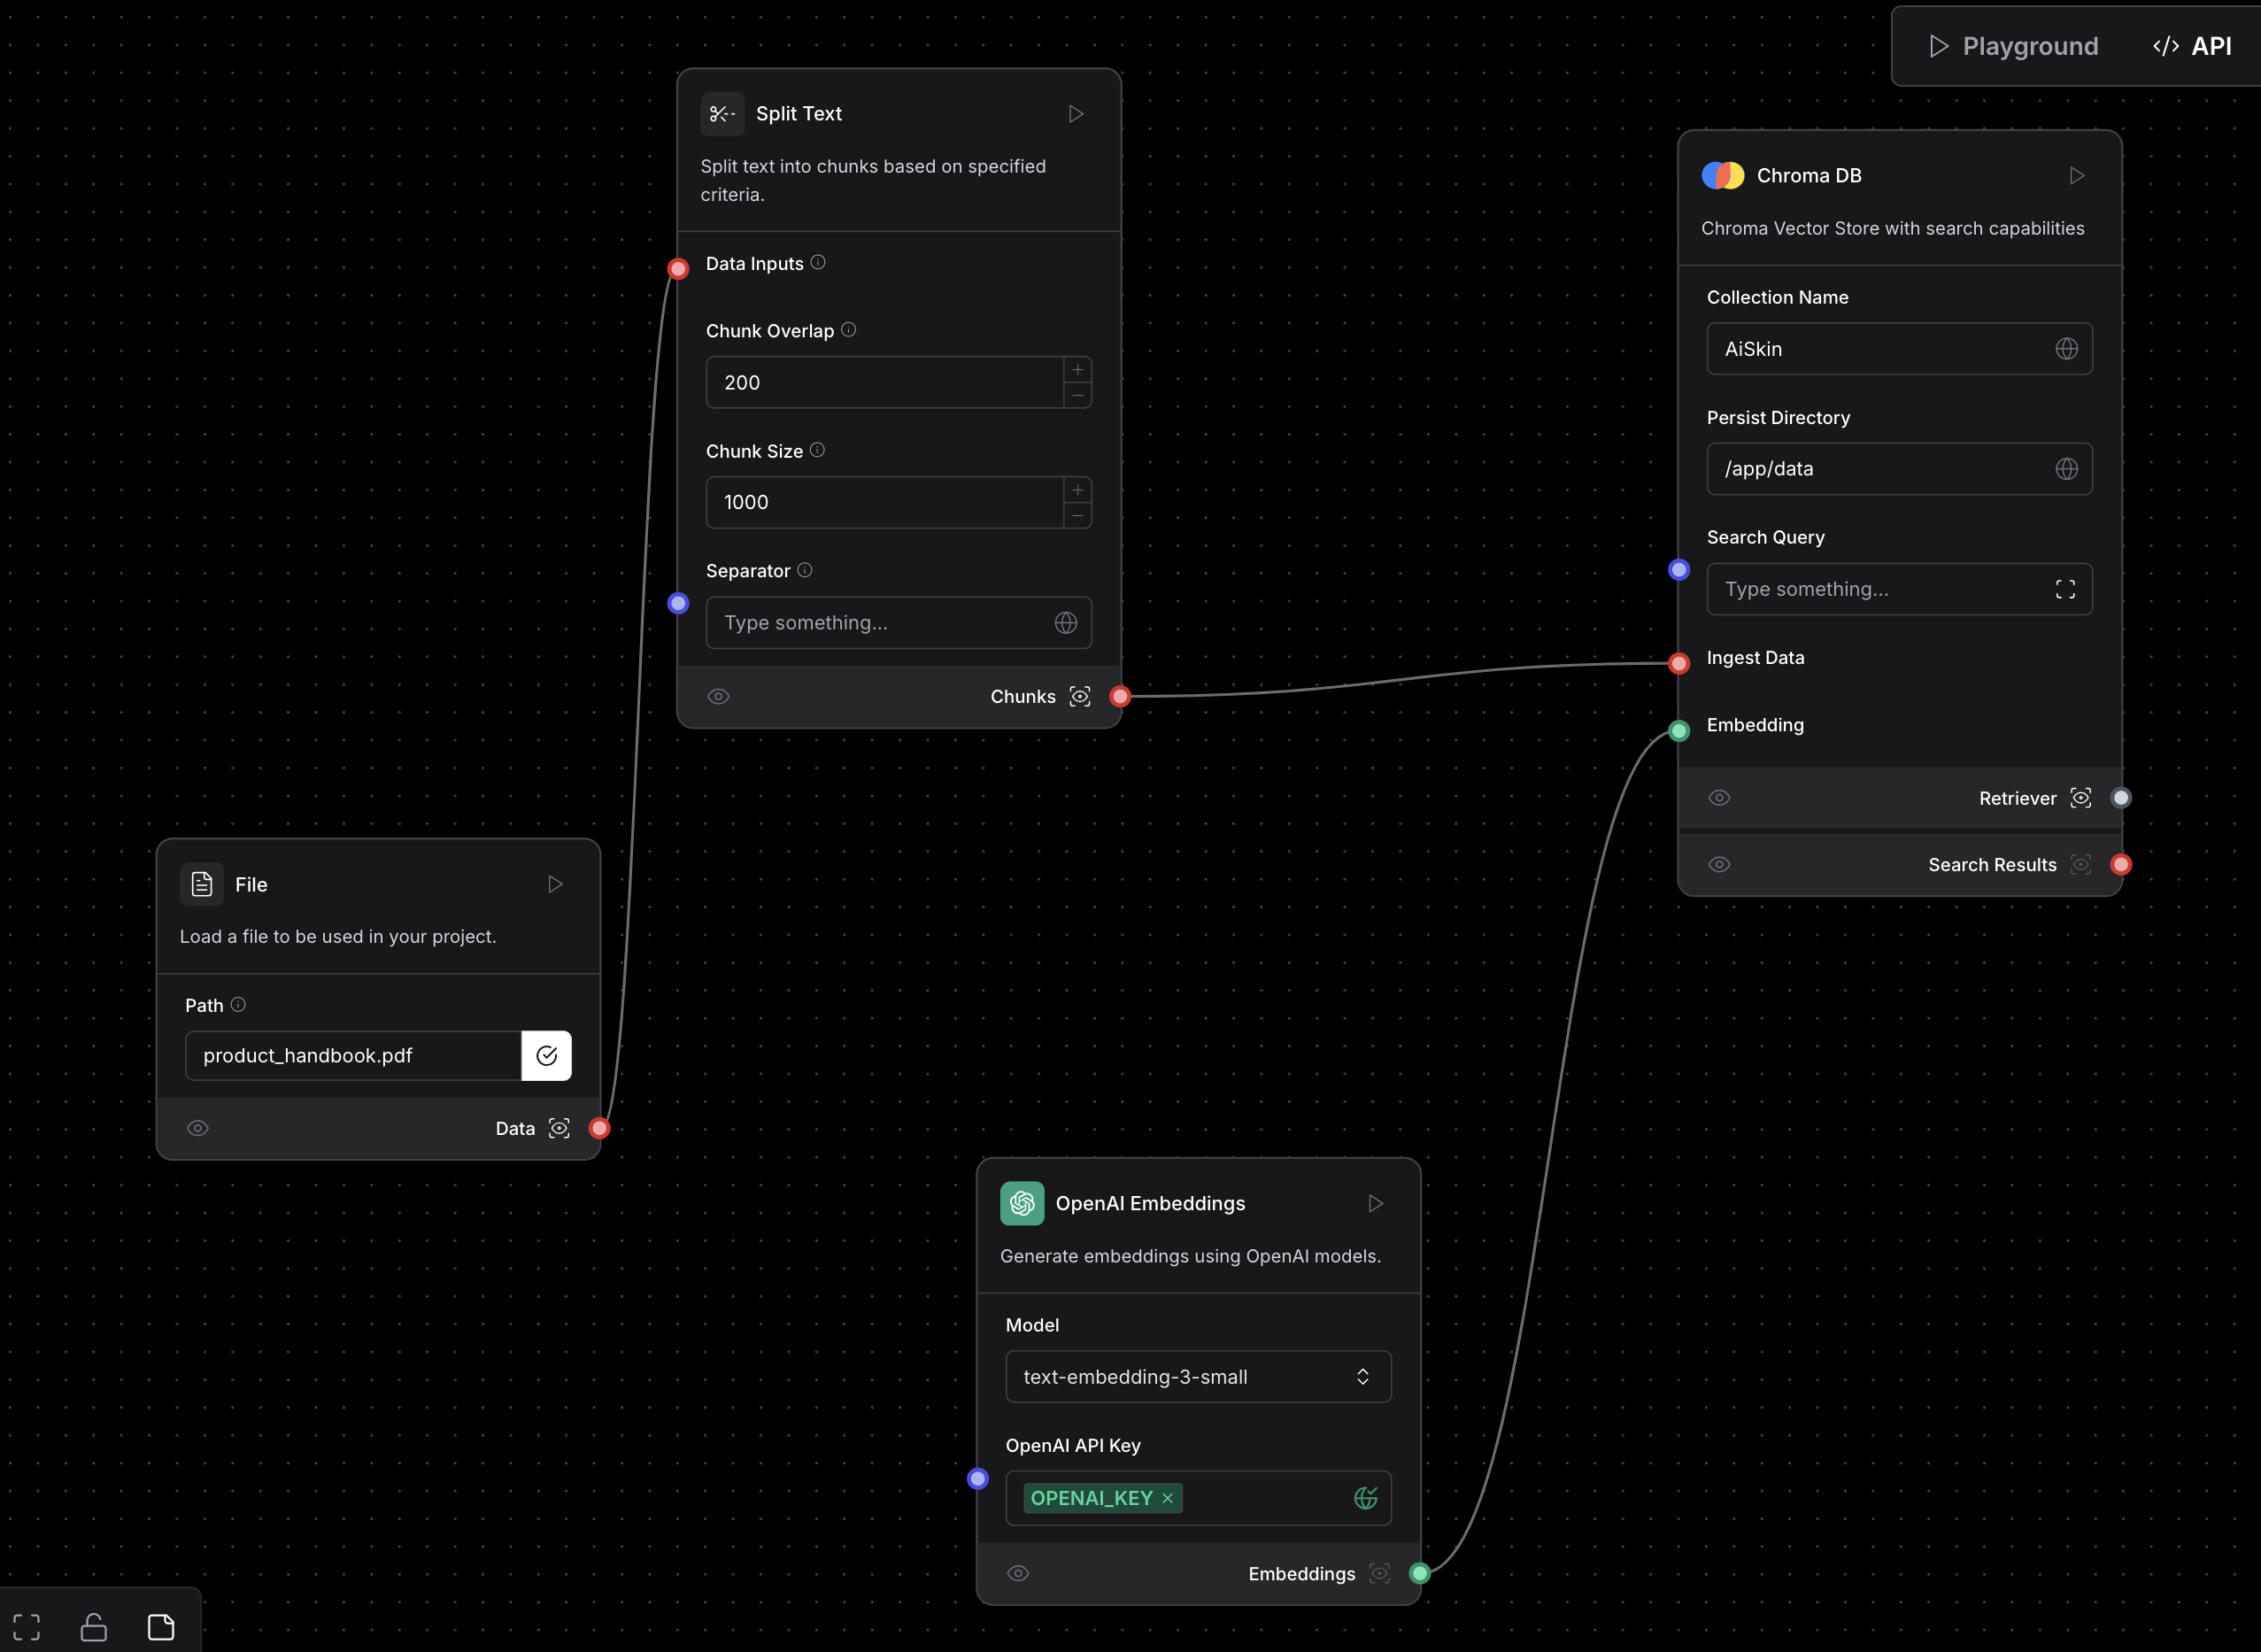 Playground
API
Split Text
Split text into chunks based on specified
criteria.
Data Inputs
Chunk Overlap
200
Chunk Size
1000
Separator
Type something...
Chunks
Chroma DB
Chroma Vector Store with search capabilities
Collection Name
AiSkin
Persist Directory
/app/data
Search Query
Type something...
Ingest Data
Embedding
Retriever
Search Results
File
Load a file to be used in your project.
Path
product_handbook.pdf
Data
OpenAI Embeddings
Generate embeddings using OpenAI models.
Model
text-embedding-3-small
OpenAI API Key
OPENAI_KEY
Embeddings